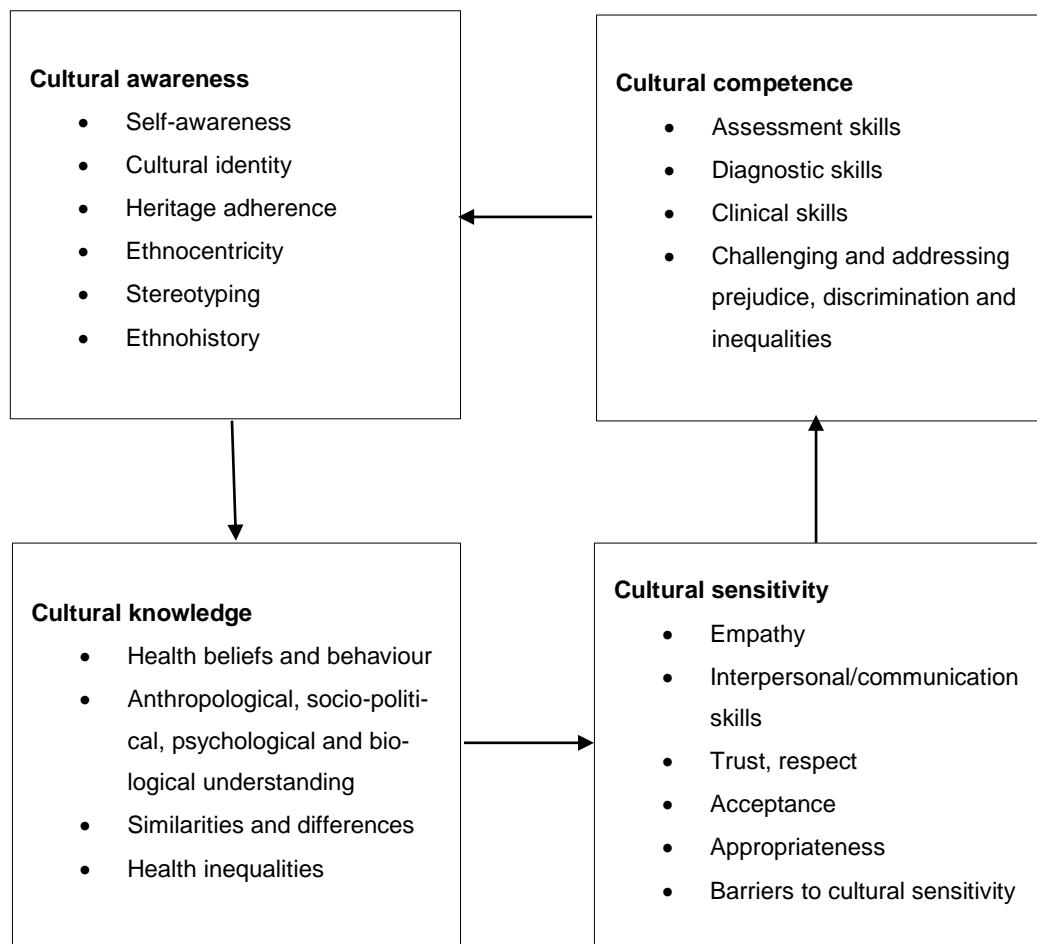 Cultural awareness
• Self-awareness
• Cultural identity
• Heritage adherence
• Ethnocentricity
• Stereotyping
• Ethnohistory
Cultural competence
• Assessment skills
• Diagnostic skills
• Clinical skills
• Challenging and addressing
prejudice, discrimination and
inequalities
Cultural knowledge
• Health beliefs and behaviour
• Anthropological, socio-politi-
cal, psychological and bio-
logical understanding
• Similarities and differences
• Health inequalities
Cultural sensitivity
• Empathy
• Interpersonal/communication
skills
• Trust, respect
• Acceptance
• Appropriateness
• Barriers to cultural sensitivity